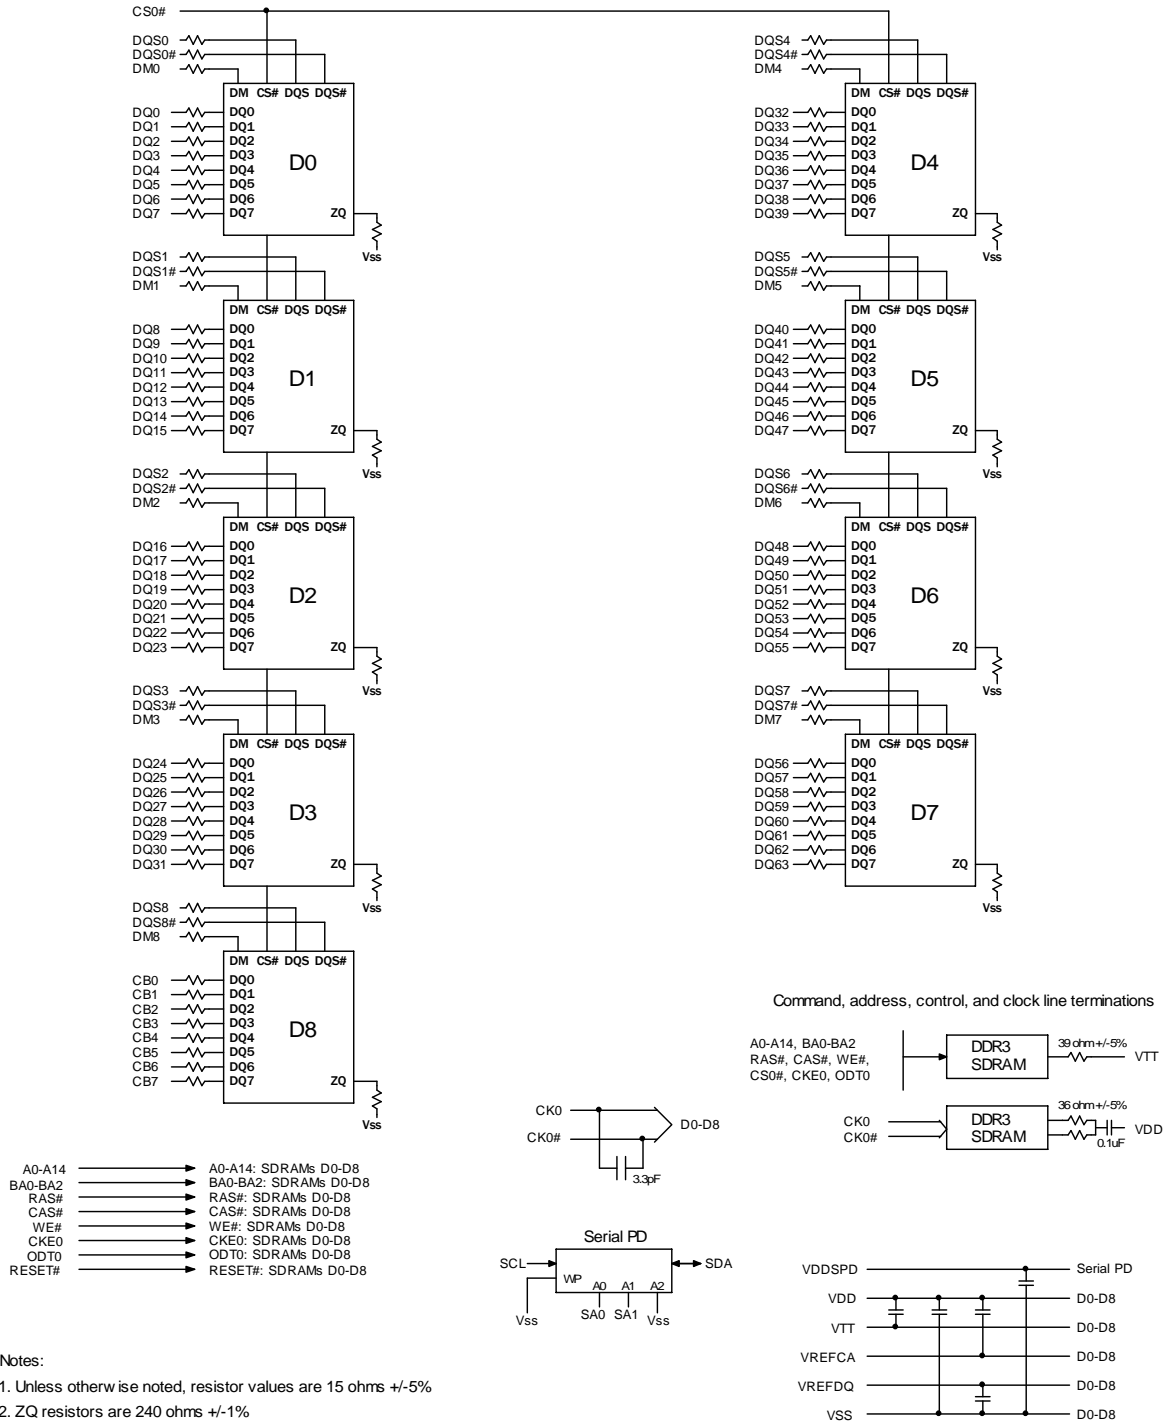 CS0#
DQS0
DQS0#
DM0
DM CS# DQS DQS#
DQ0 DQ0
DQ1 DQ1
DQ2 DQ2
DQ3 DQ3
DQ4 DQ4
DQ5 DQ5
DQ6 DQ6
DQ7 DQ7
D0
ZQ
Vss
DQS1
DQS1#
DM1
DM CS# DQS DQS#
DQ8 DQ0
DQ9 DQ1
DQ10 DQ2
DQ11 DQ3
DQ12 DQ4
DQ13 DQ5
DQ14 DQ6
DQ15 DQ7
D1
ZQ
Vss
DQS2
DQS2#
DM2
DM CS# DQS DQS#
DQ16 DQ0
DQ17 DQ1
DQ18 DQ2
DQ19 DQ3
DQ20 DQ4
DQ21 DQ5
DQ22 DQ6
DQ23 DQ7
D2
ZQ
Vss
DQS3
DQS3#
DM3
DM CS# DQS DQS#
DQ24 DQ0
DQ25 DQ1
DQ26 DQ2
DQ27 DQ3
DQ28 DQ4
DQ29 DQ5
DQ30 DQ6
DQ31 DQ7
D3
ZQ
Vss
DQS8
DQS8#
DM8
DM CS# DQS DQS#
CB0 DQ0
CB1 DQ1
CB2 DQ2
CB3 DQ3
CB4 DQ4
CB5 DQ5
CB6 DQ6
CB7 DQ7
D8
ZQ
Vss
DQS4
DQS4#
DM4
DM CS# DQS DQS#
DQ32 DQ0
DQ33 DQ1
DQ34 DQ2
DQ35 DQ3
DQ36 DQ4
DQ37 DQ5
DQ38 DQ6
DQ39 DQ7
D4
ZQ
Vss
DQS5
DQS5#
DM5
DM CS# DQS DQS#
DQ40 DQ0
DQ41 DQ1
DQ42 DQ2
DQ43 DQ3
DQ44 DQ4
DQ45 DQ5
DQ46 DQ6
DQ47 DQ7
D5
ZQ
Vss
DQS6
DQS6#
DM6
DM CS# DQS DQS#
DQ48 DQ0
DQ49 DQ1
DQ50 DQ2
DQ51 DQ3
DQ52 DQ4
DQ53 DQ5
DQ54 DQ6
DQ55 DQ7
D6
ZQ
Vss
DQS7
DQS7#
DM7
DM CS# DQS DQS#
DQ56 DQ0
DQ57 DQ1
DQ58 DQ2
DQ59 DQ3
DQ60 DQ4
DQ61 DQ5
DQ62 DQ6
DQ63 DQ7
D7
ZQ
Vss
Command, address, control, and clock line terminations
A0-A14, BA0-BA2
RAS#, CAS#, WE#,
CS0#, CKE0, ODT0
DDR3
SDRAM
39 ohm +/-5%
VTT
CK0
CK0#
DDR3
SDRAM
36 ohm +/-5%
0.1uF
VDD
CK0
CK0#
D0-D8
3.3pF
A0-A14 A0-A14: SDRAMs D0-D8
BA0-BA2 BA0-BA2: SDRAMs D0-D8
RAS# RAS#: SDRAMs D0-D8
CAS# CAS#: SDRAMs D0-D8
WE# WE#: SDRAMs D0-D8
CKE0 CKE0: SDRAMs D0-D8
ODT0 ODT0: SDRAMs D0-D8
RESET# RESET#: SDRAMs D0-D8
Serial PD
SCL SDA
WP A0 A1 A2
Vss SA0 SA1 Vss
VDDSPD Serial PD
VDD D0-D8
VTT D0-D8
VREFCA D0-D8
VREFDQ D0-D8
VSS D0-D8
Notes:
1. Unless otherwise noted, resistor values are 15 ohms +/-5%
2. ZQ resistors are 240 ohms +/-1%